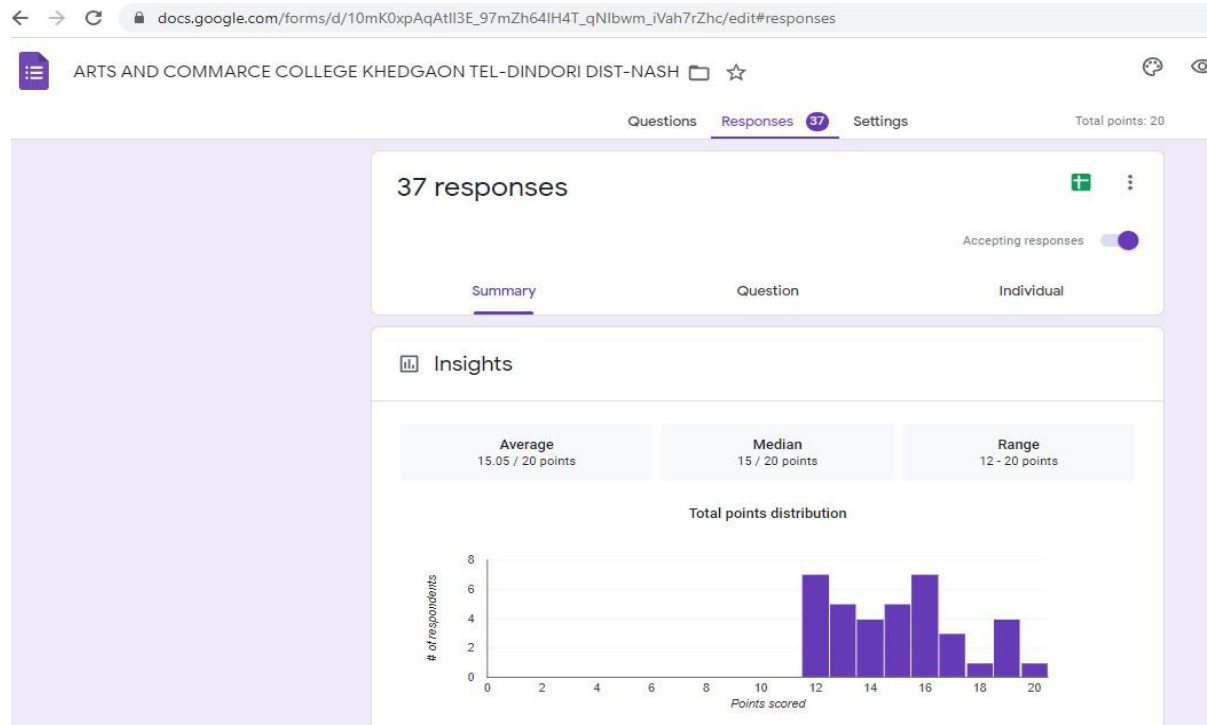 docs.google.com/forms/d/10mK0xpAqAtII3E_97mZh64IH4T_qNIbwm_iVah7rZhc/edit#responses
ARTS AND COMMARCE COLLEGE KHEDGAON TEL-DINDORI DIST-NASH
Questions Responses 37 Settings Total points: 20
37 responses
Accepting responses
Summary Question Individual
Insights
Average Median Range
15.05 / 20 points 15 / 20 points 12 - 20 points
Total points distribution
# of respondents
8
6
4
2
0
0 2 4 6 8 10 12 14 16 18 20
Points scored